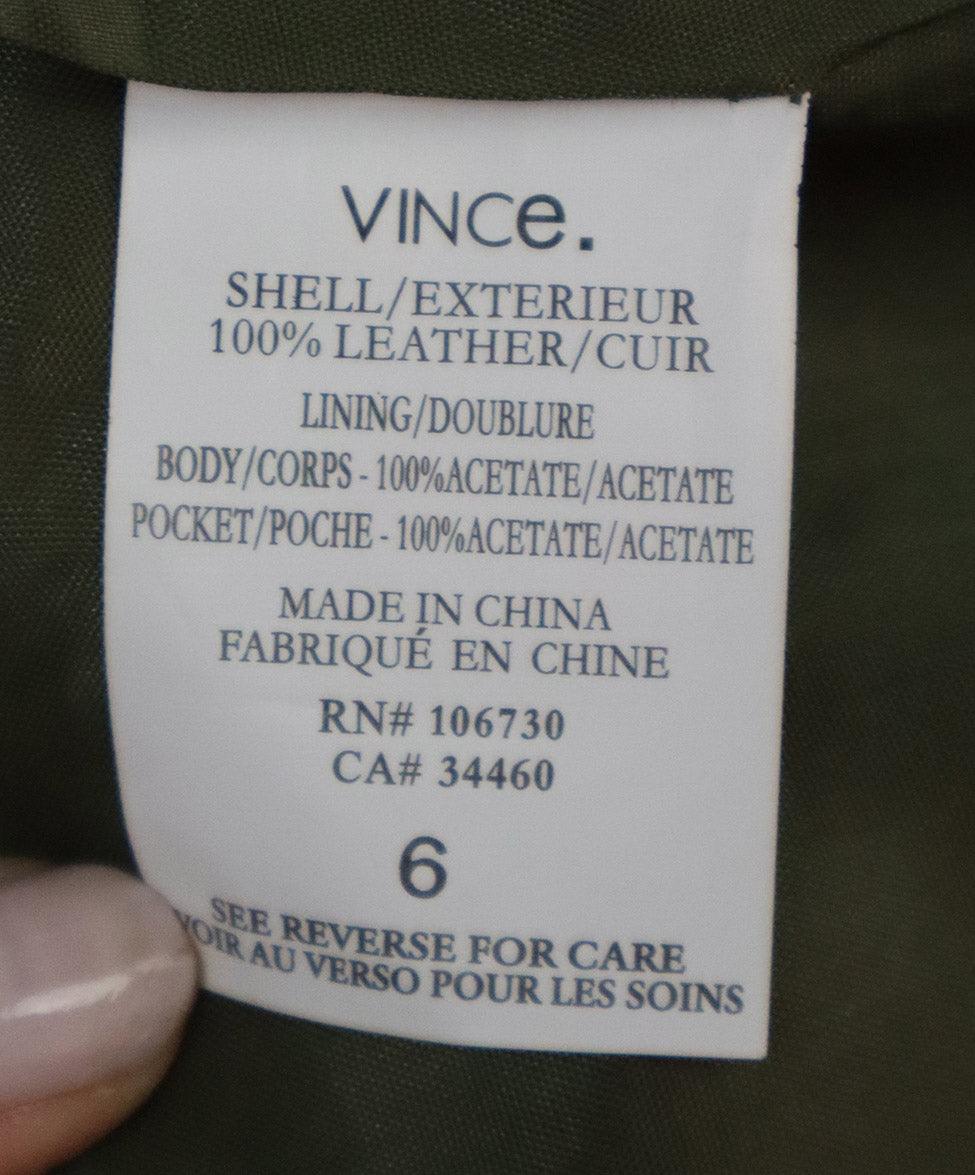 VINCe.
SHELL/EXTERIEUR
100% LEATHER/CUIR
LINING/DOUBLURE
BODY/CORPS - 100%ACETATE/ACETATE
POCKET/POCHE - 100%ACETATE/ACETATE
MADE IN CHINA
FABRIQUÉ EN CHINE
RN# 106730
CA# 34460
6
SEE REVERSE FOR CARE
VOIR AU VERSO POUR LES SOINS